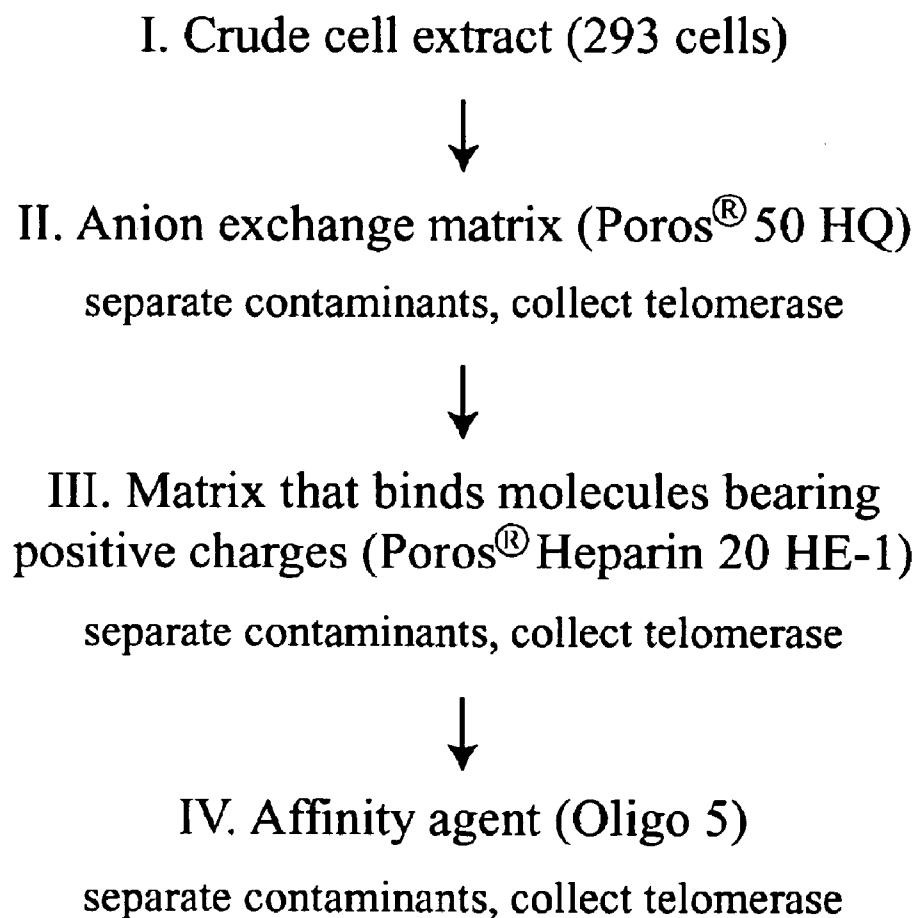 I. Crude cell extract (293 cells)
II. Anion exchange matrix (Poros® 50 HQ)
separate contaminants, collect telomerase
III. Matrix that binds molecules bearing
positive charges (Poros® Heparin 20 HE-1)
separate contaminants, collect telomerase
IV. Affinity agent (Oligo 5)
separate contaminants, collect telomerase